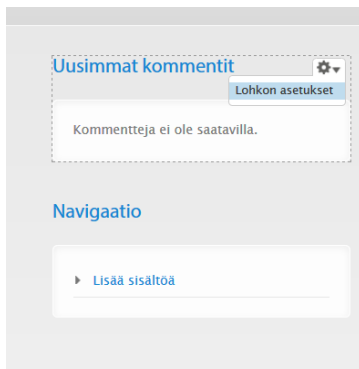 Uusimmat kommentit
Lohkon asetukset
Kommentteja ei ole saatavilla.
Navigaatio
Lisää sisältöä